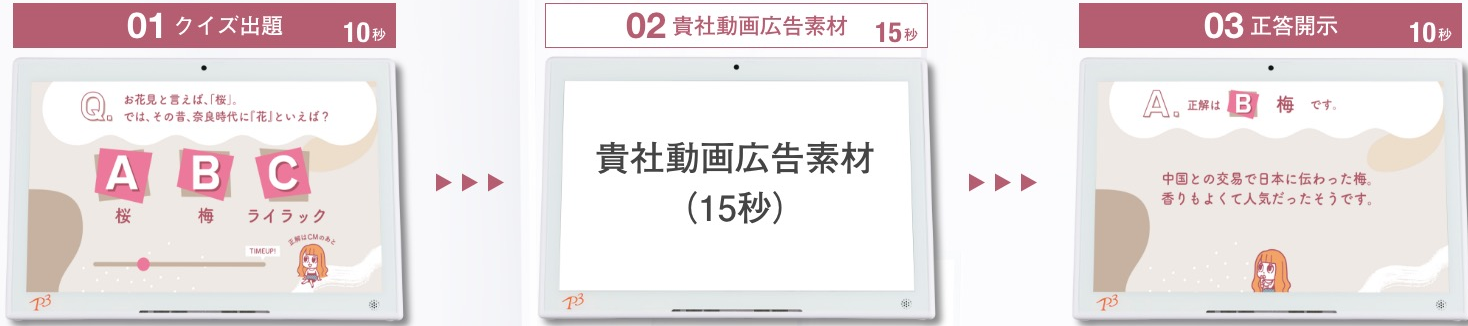 01 クイズ出題 10秒
Q. お花見と言えば、「桜」。
では、その昔、奈良時代に「花」といえば？
A B C
桜 梅 ライラック
正解はCMのあと
TIMEUP!
P3
02 貴社動画広告素材 15秒
貴社動画広告素材
（15秒）
P3
03 正答開示 10秒
A. 正解は B 梅 です。
中国との交易で日本に伝わった梅。
香りもよくて人気だったそうです。
P3